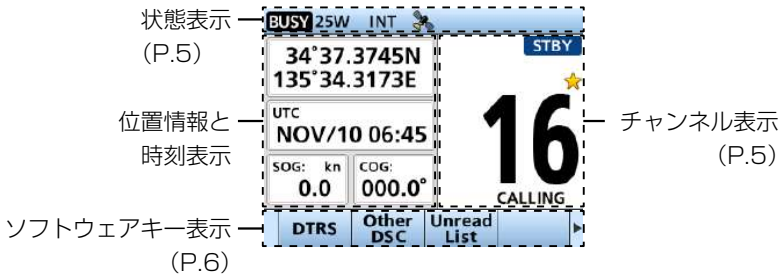 状態表示
(P.5)
位置情報と
時刻表示
ソフトウェアキー表示
(P.6)
BUSY 25W INT
34°37.3745N
135°34.3173E
UTC
NOV/10 06:45
SOG: kn
0.0
COG:
000.0°
STBY
16
CALLING
DTRS
Other
DSC
Unread
List
チャンネル表示
(P.5)